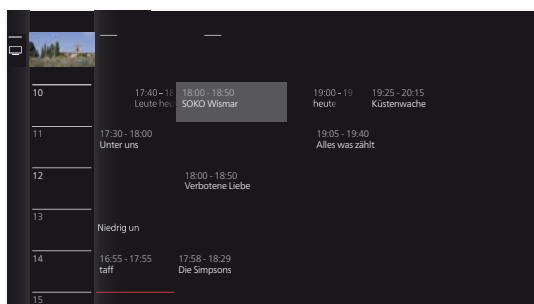 10
17:40 – 18
Leute heu
18:00 - 18:50
SOKO Wismar
19:00 – 19
heute
19:25 - 20:15
Küstenwache
11
17:30 - 18:00
Unter uns
19:05 - 19:40
Alles was zählt
12
18:00 - 18:50
Verbotene Liebe
13
Niedrig un
14
16:55 - 17:55
taff
17:58 - 18:29
Die Simpsons
15